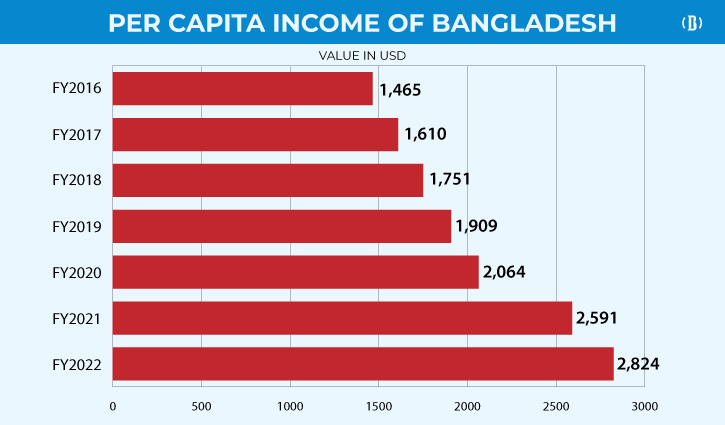 PER CAPITA INCOME OF BANGLADESH
(B)
VALUE IN USD
FY2016 1,465
FY2017 1,610
FY2018 1,751
FY2019 1,909
FY2020 2,064
FY2021 2,591
FY2022 2,824
0 500 1000 1500 2000 2500 3000